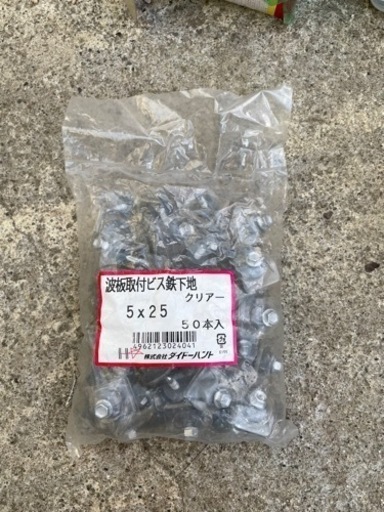 波板取付ビス鉄下地
クリアー
5x25
50本入
4962123024041
株式会社 ダイドーハント